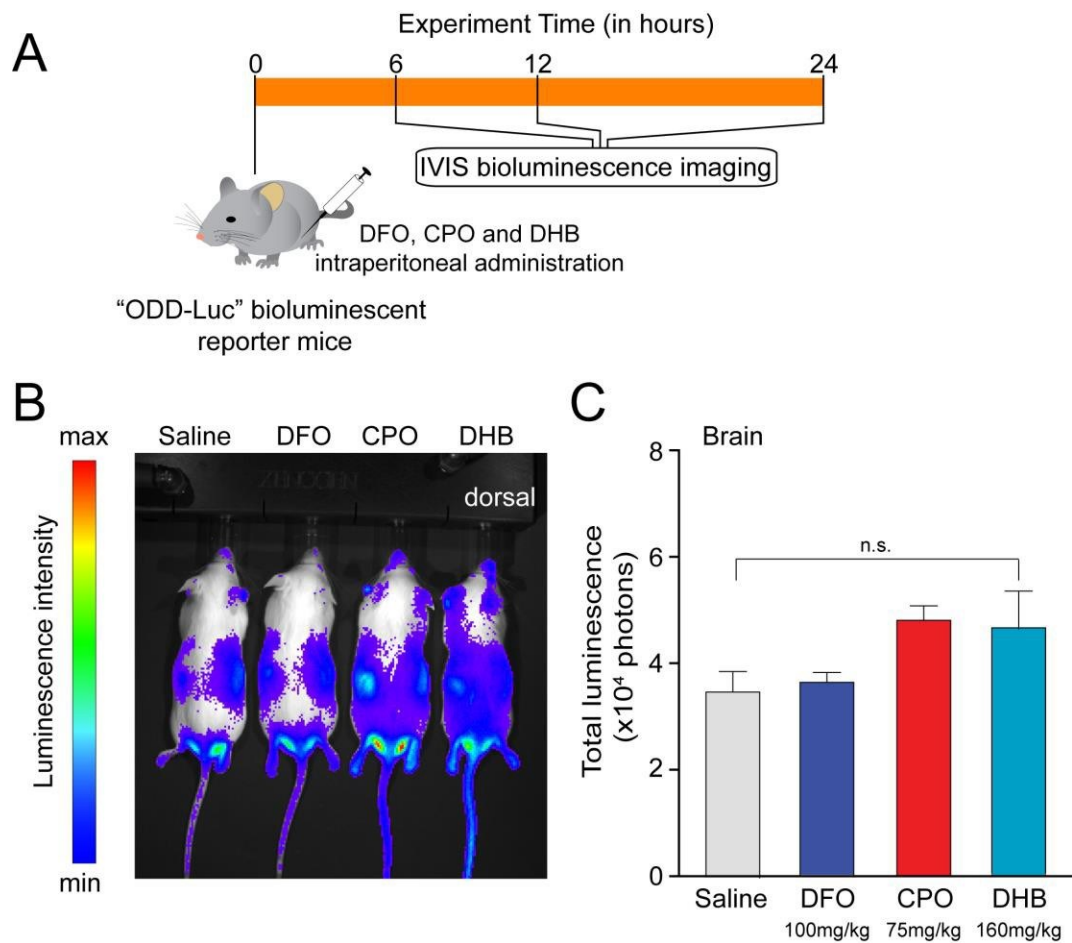 A
Experiment Time (in hours)
0 6 12 24
IVIS bioluminescence imaging
DFO, CPO and DHB
intraperitoneal administration
“ODD-Luc” bioluminescent
reporter mice
B
max
Luminescence intensity
min
Saline DFO CPO DHB
dorsal
C
Brain
Total luminescence
(x10⁴ photons)
8
6
4
2
0
n.s.
Saline DFO CPO DHB
100mg/kg 75mg/kg 160mg/kg